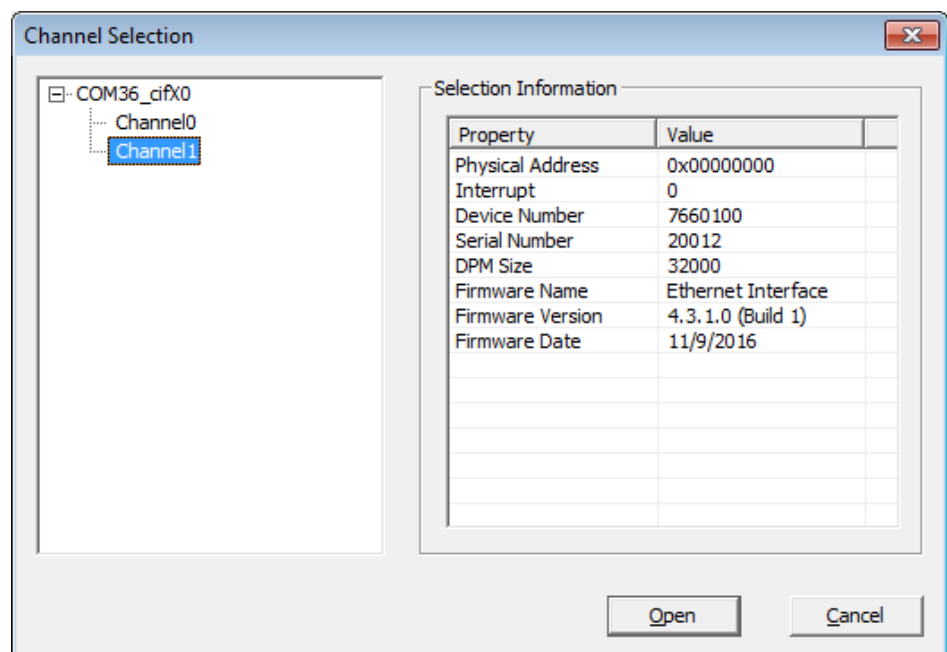 Channel Selection
COM36_cifX0
Channel0
Channel1
Selection Information
Property Value
Physical Address 0x00000000
Interrupt 0
Device Number 7660100
Serial Number 20012
DPM Size 32000
Firmware Name Ethernet Interface
Firmware Version 4.3.1.0 (Build 1)
Firmware Date 11/9/2016
Open Cancel